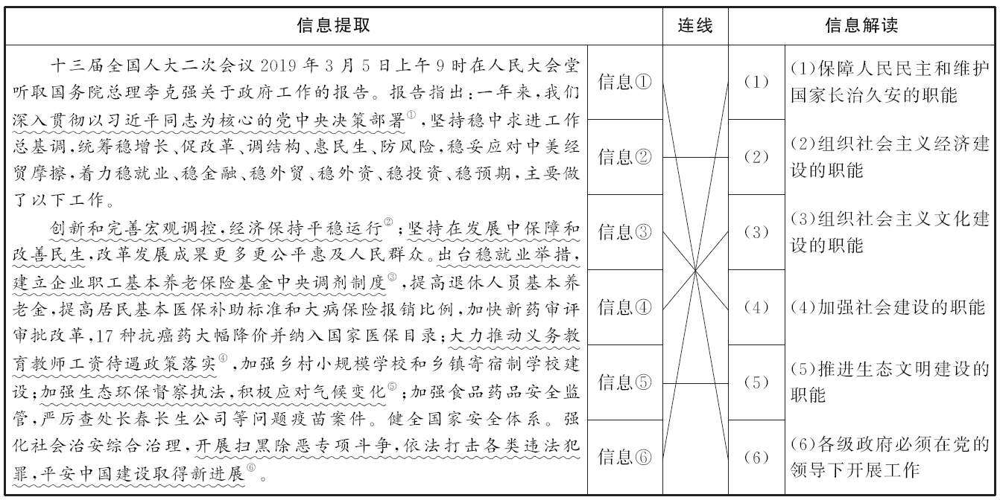 信息提取 连线 信息解读
十三届全国人大二次会议2019年3月5日上午9时在人民大会堂
听取国务院总理李克强关于政府工作的报告。报告指出:一年来,我们
深入贯彻以习近平同志为核心的党中央决策部署①,坚持稳中求进工作
总基调,统筹稳增长、促改革、调结构、惠民生、防风险,稳妥应对中美经
贸摩擦,着力稳就业、稳金融、稳外贸、稳外资、稳投资、稳预期,主要做
了以下工作。
创新和完善宏观调控,经济保持平稳运行②;坚持在发展中保障和
改善民生,改革发展成果更多更公平惠及人民群众。出台稳就业举措,
建立企业职工基本养老保险基金中央调剂制度③,提高退休人员基本养
老金,提高居民基本医保补助标准和大病保险报销比例,加快新药审评
审批改革,17种抗癌药大幅降价并纳入国家医保目录;大力推动义务教
育教师工资待遇政策落实④,加强乡村小规模学校和乡镇寄宿制学校建
设;加强生态环保督察执法,积极应对气候变化⑤;加强食品药品安全监
管,严厉查处长春长生公司等问题疫苗案件。健全国家安全体系。强
化社会治安综合治理,开展扫黑除恶专项斗争,依法打击各类违法犯
罪,平安中国建设取得新进展⑥。
信息①
信息②
信息③
信息④
信息⑤
信息⑥
(1)
(2)
(3)
(4)
(5)
(6)
(1)保障人民民主和维护
国家长治久安的职能
(2)组织社会主义经济建
设的职能
(3)组织社会主义文化建
设的职能
(4)加强社会建设的职能
(5)推进生态文明建设的
职能
(6)各级政府必须在党的
领导下开展工作